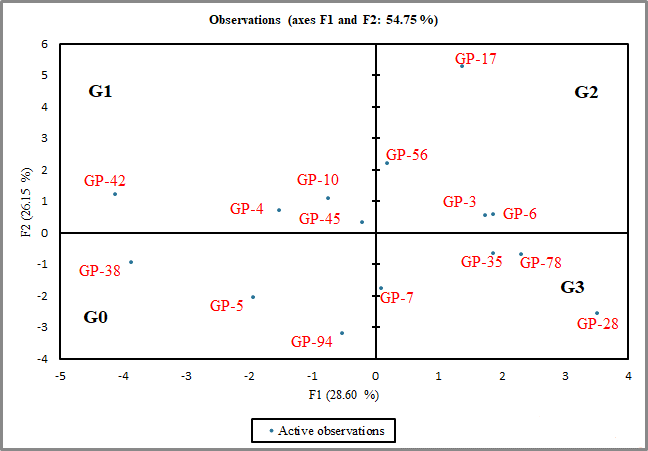 Observations (axes F1 and F2: 54.75 %)
6
5
4
3
2
1
0
-1
-2
-3
-4
F2 (26.15 %)
G1
G2
GP-17
GP-56
GP-42
GP-10
GP-4
GP-45
GP-3
GP-6
GP-38
GP-5
GP-94
GP-35
GP-78
GP-7
GP-28
G0
G3
-5 -4 -3 -2 -1 0 1 2 3 4
F1 (28.60 %)
Active observations